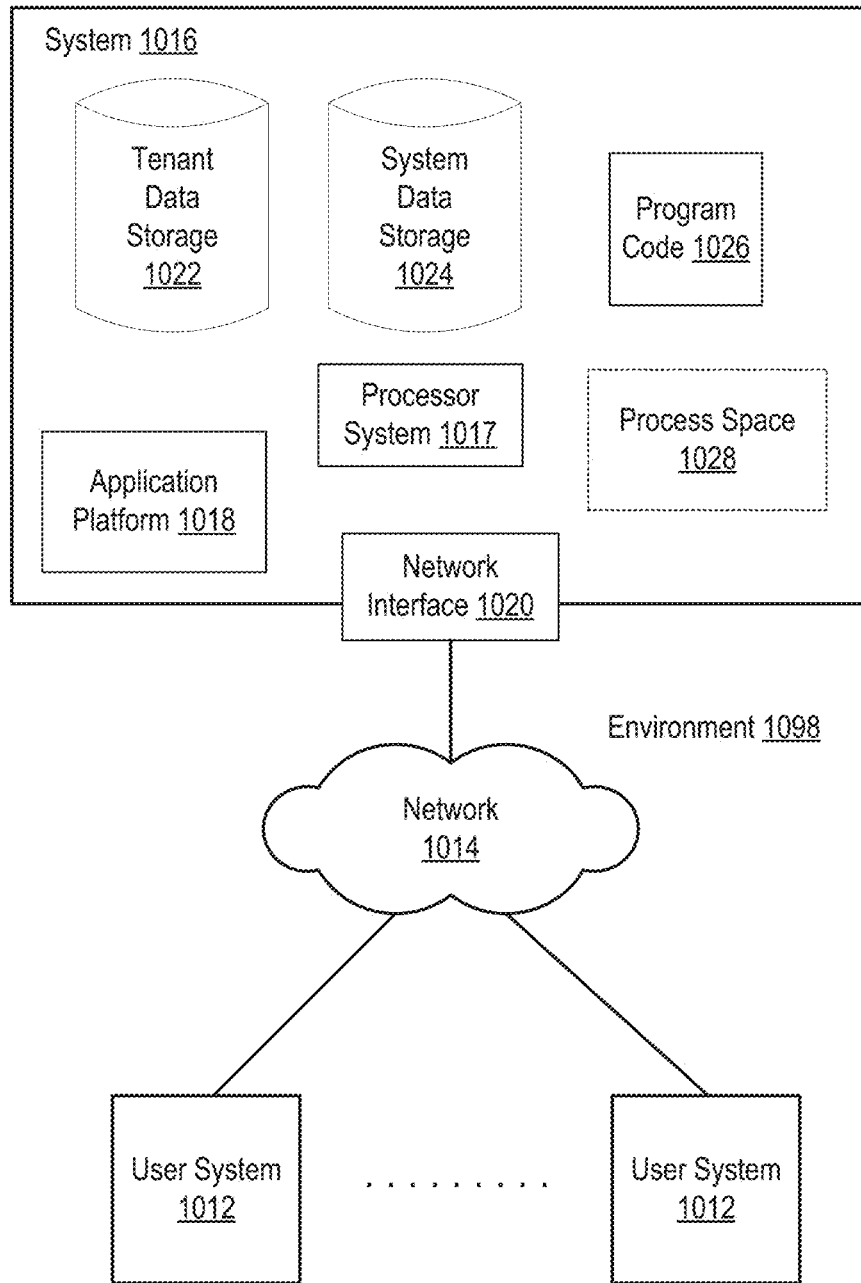 System 1016
Tenant
Data
Storage
1022
System
Data
Storage
1024
Program
Code 1026
Processor
System 1017
Process Space
1028
Application
Platform 1018
Network
Interface 1020
Environment 1098
Network
1014
User System
1012
User System
1012